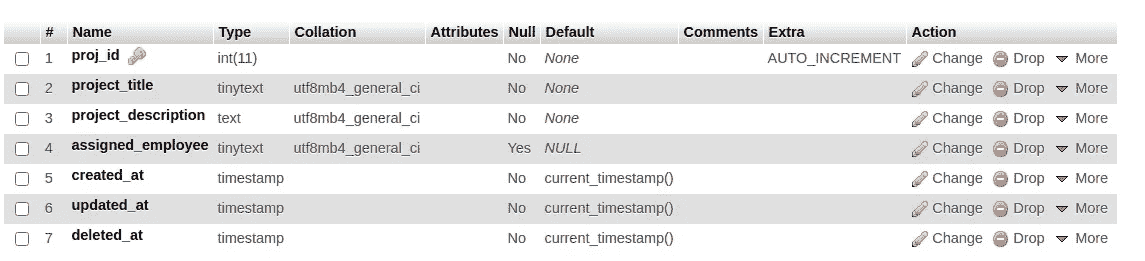 # Name Type Collation Attributes Null Default Comments Extra Action
1 proj_id int(11) No None AUTO_INCREMENT Change Drop More
2 project_title tinytext utf8mb4_general_ci No None Change Drop More
3 project_description text utf8mb4_general_ci No None Change Drop More
4 assigned_employee tinytext utf8mb4_general_ci Yes NULL Change Drop More
5 created_at timestamp No current_timestamp() Change Drop More
6 updated_at timestamp No current_timestamp() Change Drop More
7 deleted_at timestamp No current_timestamp() Change Drop More